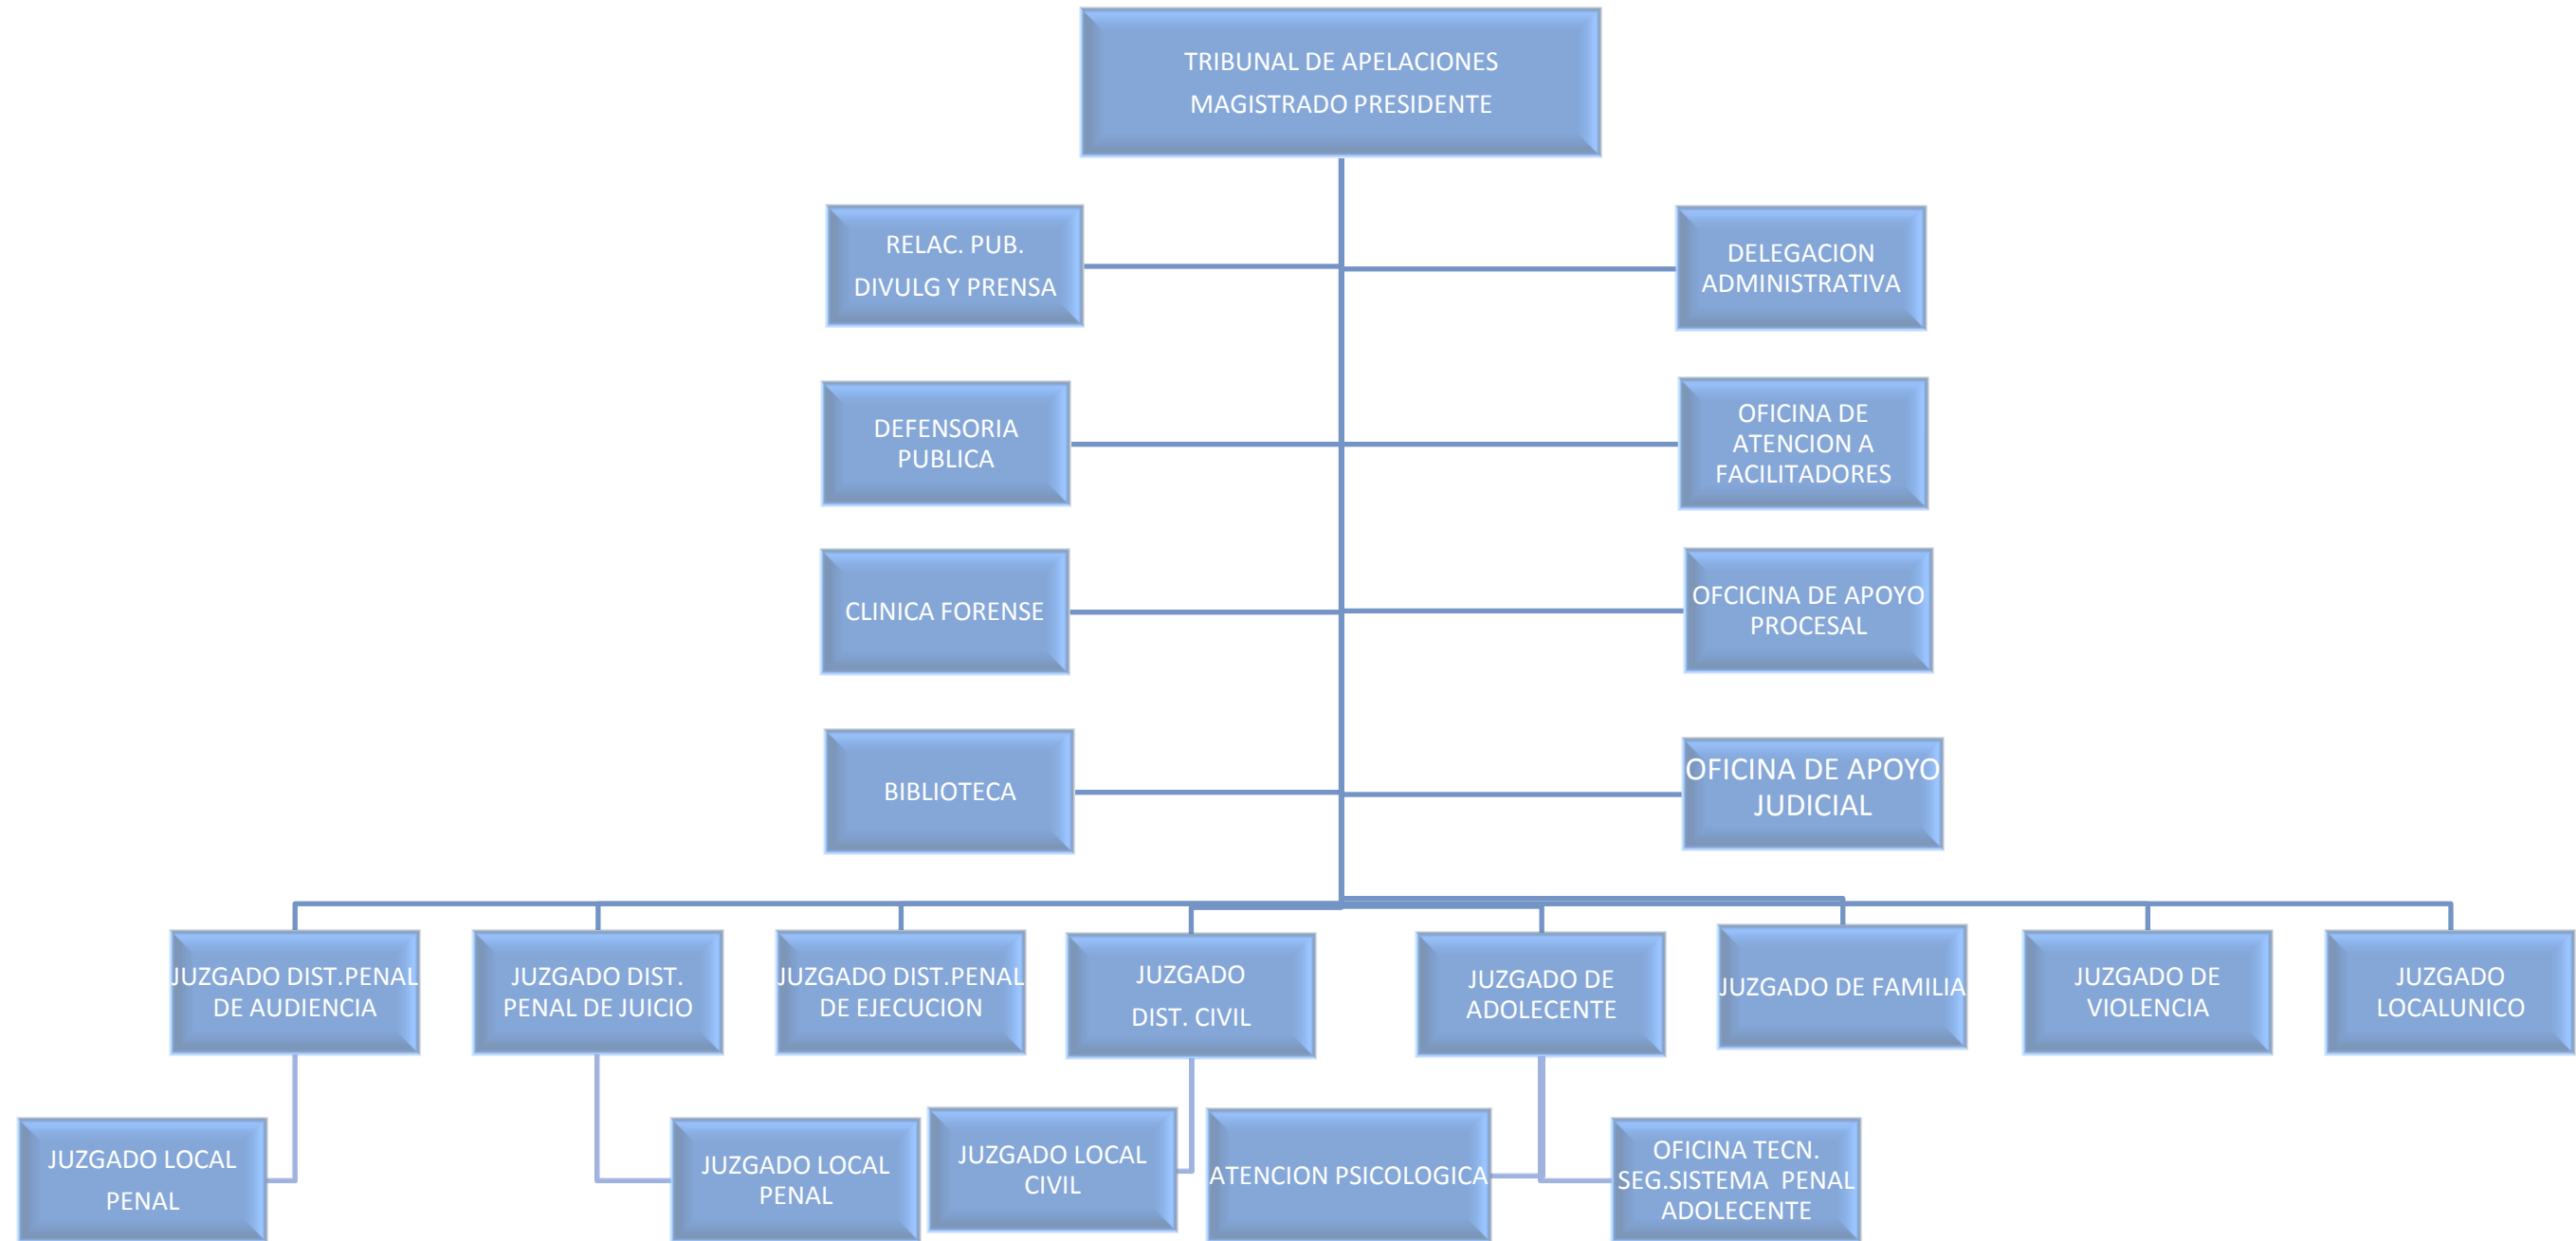 TRIBUNAL DE APELACIONES
MAGISTRADO PRESIDENTE
RELAC. PUB.
DIVULG Y PRENSA
DELEGACION
ADMINISTRATIVA
DEFENSORIA
PUBLICA
OFICINA DE
ATENCION A
FACILITADORES
CLINICA FORENSE
OFCICINA DE APOYO
PROCESAL
BIBLIOTECA
OFICINA DE APOYO
JUDICIAL
JUZGADO DIST.PENAL
DE AUDIENCIA
JUZGADO DIST.
PENAL DE JUICIO
JUZGADO DIST.PENAL
DE EJECUCION
JUZGADO
DIST. CIVIL
JUZGADO DE
ADOLECENTE
JUZGADO DE FAMILIA
JUZGADO DE
VIOLENCIA
JUZGADO
LOCALUNICO
JUZGADO LOCAL
PENAL
JUZGADO LOCAL
PENAL
JUZGADO LOCAL
CIVIL
ATENCION PSICOLOGICA
OFICINA TECN.
SEG.SISTEMA  PENAL
ADOLECENTE